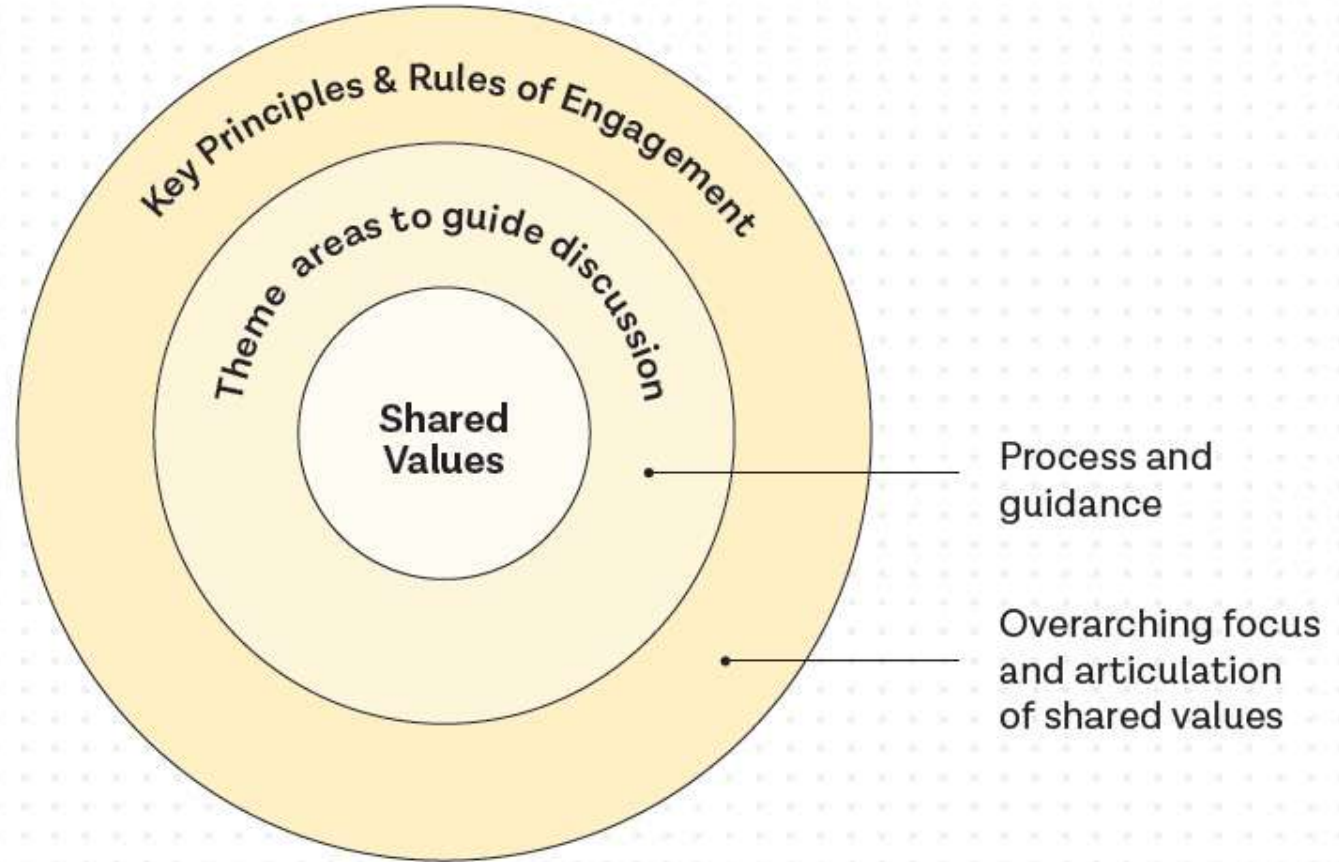 Key Principles & Rules of Engagement
Theme areas to guide discussion
Shared
Values
Process and
guidance
Overarching focus
and articulation
of shared values